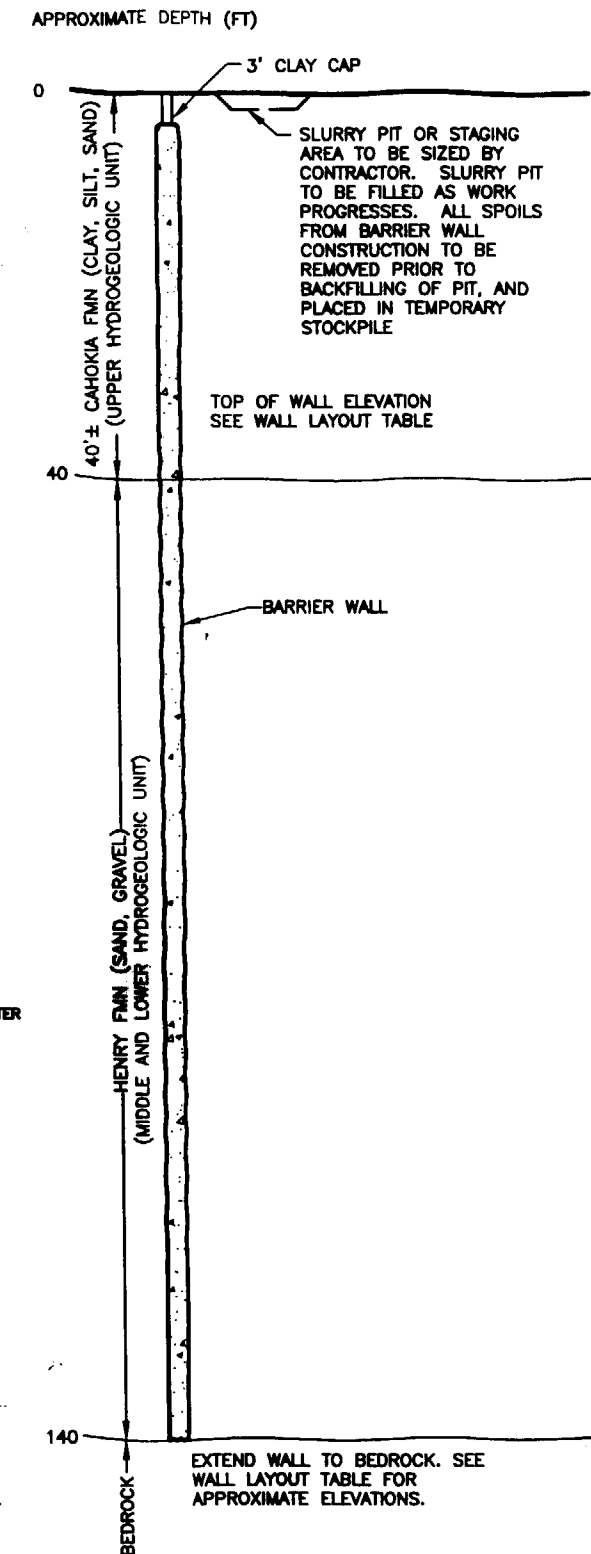 APPROXIMATE DEPTH (FT)
3' CLAY CAP
0
SLURRY PIT OR STAGING
AREA TO BE SIZED BY
CONTRACTOR. SLURRY PIT
TO BE FILLED AS WORK
PROGRESSES. ALL SPOILS
FROM BARRIER WALL
CONSTRUCTION TO BE
REMOVED PRIOR TO
BACKFILLING OF PIT, AND
PLACED IN TEMPORARY
STOCKPILE
40'± CAHOKIA FMN (CLAY, SILT, SAND)
(UPPER HYDROGEOLOGIC UNIT)
TOP OF WALL ELEVATION
SEE WALL LAYOUT TABLE
40
BARRIER WALL
HENRY FMN (SAND, GRAVEL)
(MIDDLE AND LOWER HYDROGEOLOGIC UNIT)
TER
140
EXTEND WALL TO BEDROCK. SEE
WALL LAYOUT TABLE FOR
APPROXIMATE ELEVATIONS.
BEDROCK